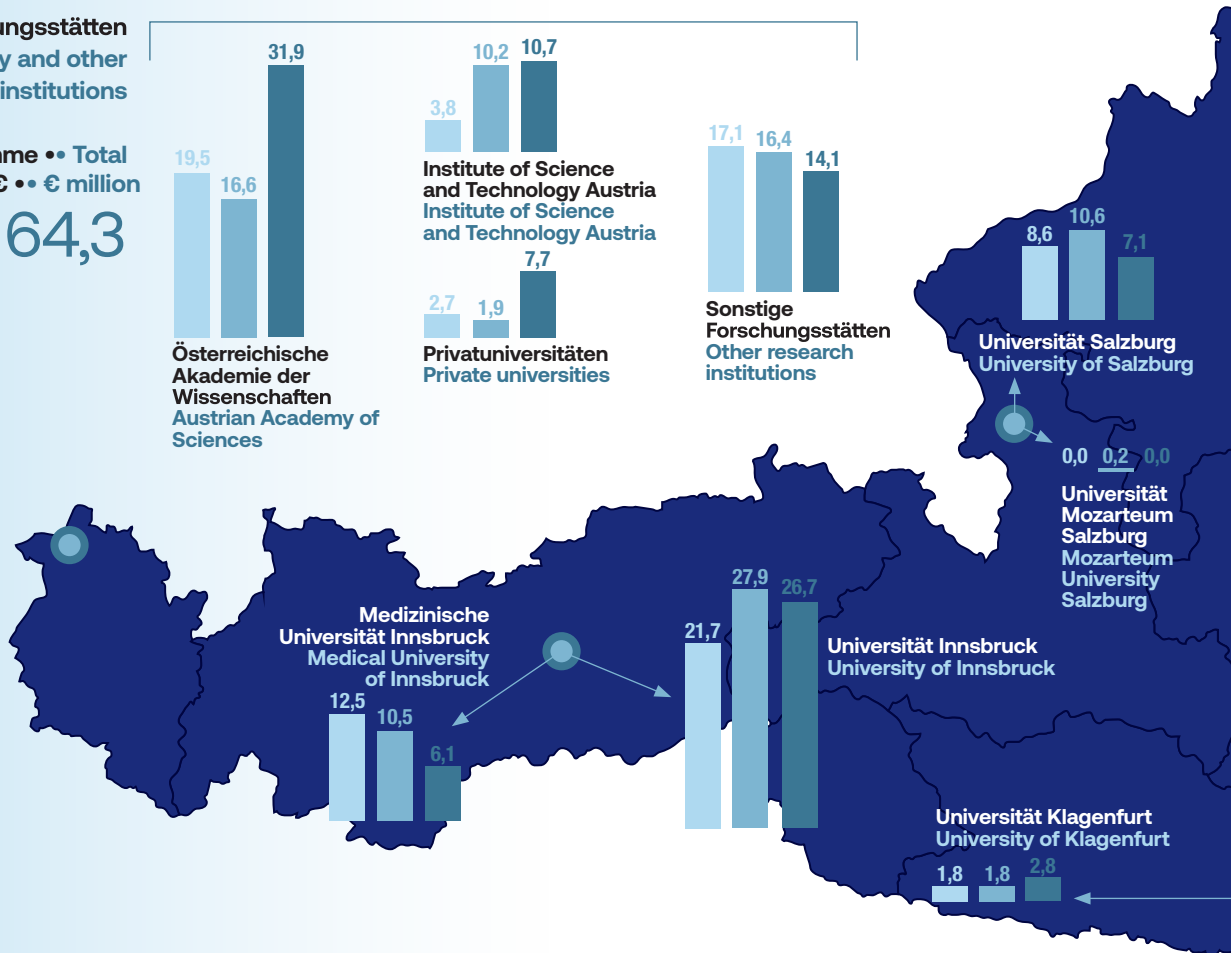 ungsstätten
y and other
institutions
nme •• Total
€ •• € million
64,3
19,5
16,6
31,9
Österreichische
Akademie der
Wissenschaften
Austrian Academy of
Sciences
3,8
10,2
10,7
Institute of Science
and Technology Austria
Institute of Science
and Technology Austria
2,7
1,9
7,7
Privatuniversitäten
Private universities
17,1
16,4
14,1
Sonstige
Forschungsstätten
Other research
institutions
8,6
10,6
7,1
Universität Salzburg
University of Salzburg
0,0 0,2 0,0
Universität
Mozarteum
Salzburg
Mozarteum
University
Salzburg
Medizinische
Universität Innsbruck
Medical University
of Innsbruck
12,5
10,5
6,1
21,7
27,9
26,7
Universität Innsbruck
University of Innsbruck
Universität Klagenfurt
University of Klagenfurt
1,8
1,8
2,8